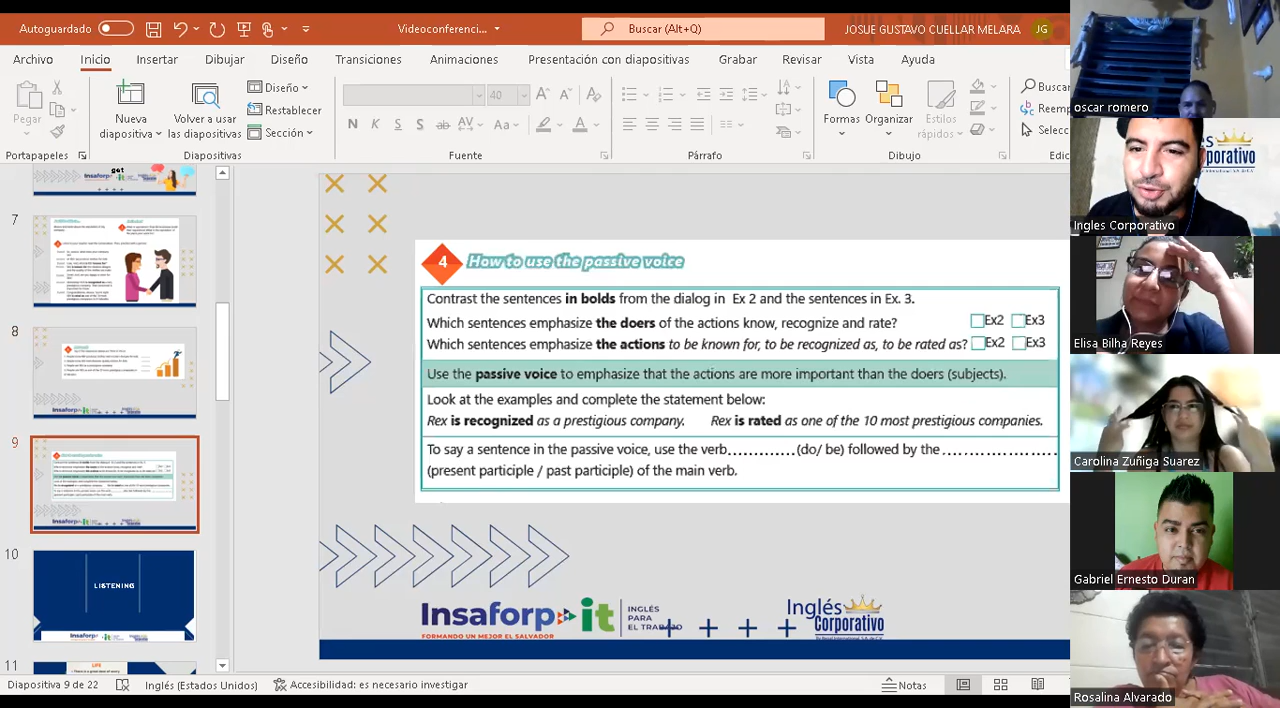 Autoguardado
Videoconferenci...
Buscar (Alt+Q)
JOSUE GUSTAVO CUELLAR MELARA
JG
Archivo
Inicio
Insertar
Dibujar
Diseño
Transiciones
Animaciones
Presentación con diapositivas
Grabar
Revisar
Vista
Ayuda
Pegar
Portapapeles
Nueva
diapositiva
Volver a usar
las diapositivas
Diseño
Restablecer
Sección
Diapositivas
40
N K S S AV Aa
Fuente
Párrafo
Formas
Organizar
Estilos
rápidos
Dibujo
Buscar
Reemp
Selecc
Edic
7
8
9
10
LISTENING
11
4
How to use the passive voice
Contrast the sentences in bolds from the dialog in Ex 2 and the sentences in Ex. 3.
Which sentences emphasize the doers of the actions know, recognize and rate? Ex2 Ex3
Which sentences emphasize the actions to be known for, to be recognized as, to be rated as? Ex2 Ex3
Use the passive voice to emphasize that the actions are more important than the doers (subjects).
Look at the examples and complete the statement below:
Rex is recognized as a prestigious company. Rex is rated as one of the 10 most prestigious companies.
To say a sentence in the passive voice, use the verb............... (do/ be) followed by the.........................
(present participle / past participle) of the main verb.
Insaforp it
FORMANDO UN MEJOR EL SALVADOR
INGLÉS
PARA
EL TRABAJO
Inglés
Corporativo
Diapositiva 9 de 22
Inglés (Estados Unidos)
Accesibilidad: es necesario investigar
Notas
oscar romero
Ingles Corporativo
Elisa Bilha Reyes
Carolina Zuñiga Suarez
Gabriel Ernesto Duran
Rosalina Alvarado